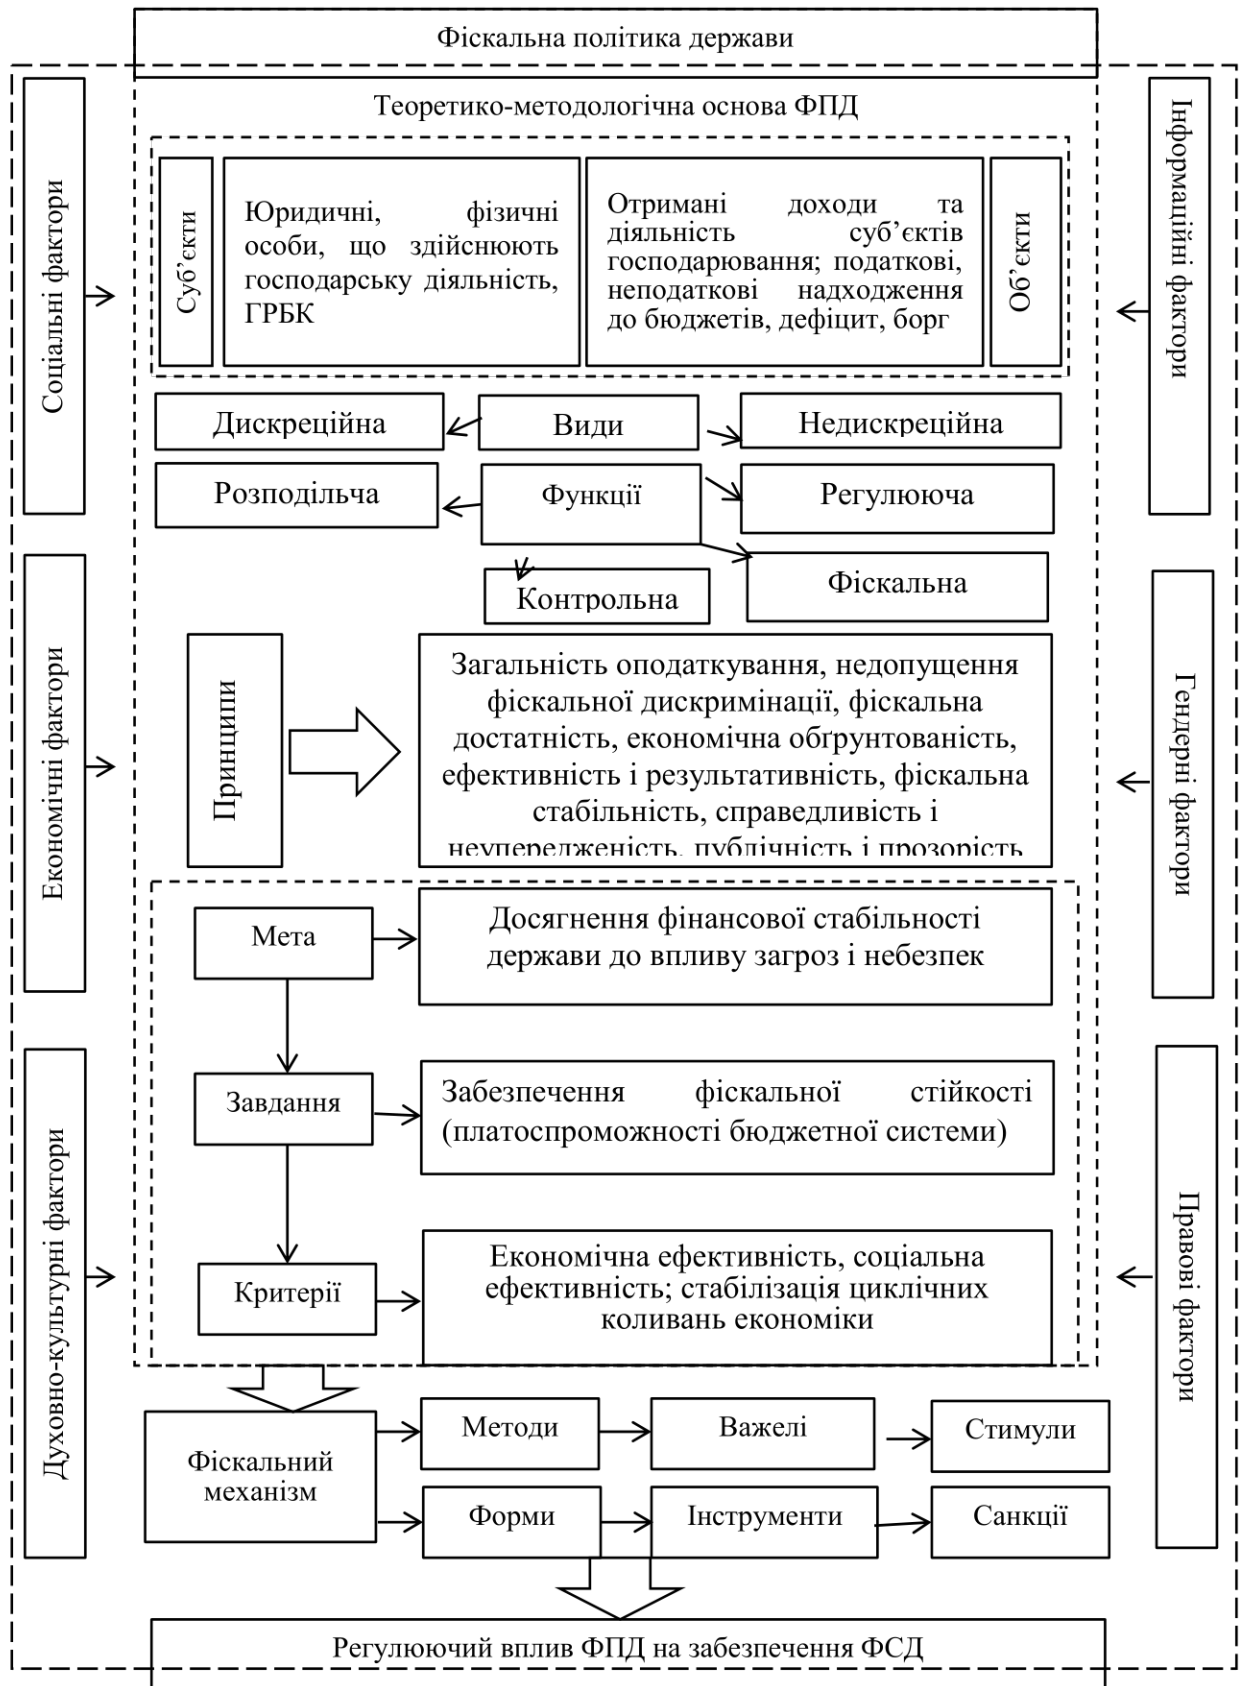 Фіскальна політика держави
Теоретико-методологічна основа ФПД
Соціальні фактори
Економічні фактори
Духовно-культурні фактори
Суб’єкти
Юридичні, фізичні
особи, що здійснюють
господарську діяльність,
ГРБК
Отримані доходи та
діяльність суб’єктів
господарювання; податкові,
неподаткові надходження
до бюджетів, дефіцит, борг
Об’єкти
Дискреційна
Види
Недискреційна
Розподільча
Функції
Регулююча
Контрольна
Фіскальна
Принципи
Загальність оподаткування, недопущення
фіскальної дискримінації, фіскальна
достатність, економічна обґрунтованість,
ефективність і результативність, фіскальна
стабільність, справедливість і
неупередженість, публічність і прозорість
Мета
Досягнення фінансової стабільності
держави до впливу загроз і небезпек
Завдання
Забезпечення фіскальної стійкості
(платоспроможності бюджетної системи)
Критерії
Економічна ефективність, соціальна
ефективність; стабілізація циклічних
коливань економіки
Фіскальний
механізм
Методи
Важелі
Стимули
Форми
Інструменти
Санкції
Інформаційні фактори
Гендерні фактори
Правові фактори
Регулюючий вплив ФПД на забезпечення ФСД